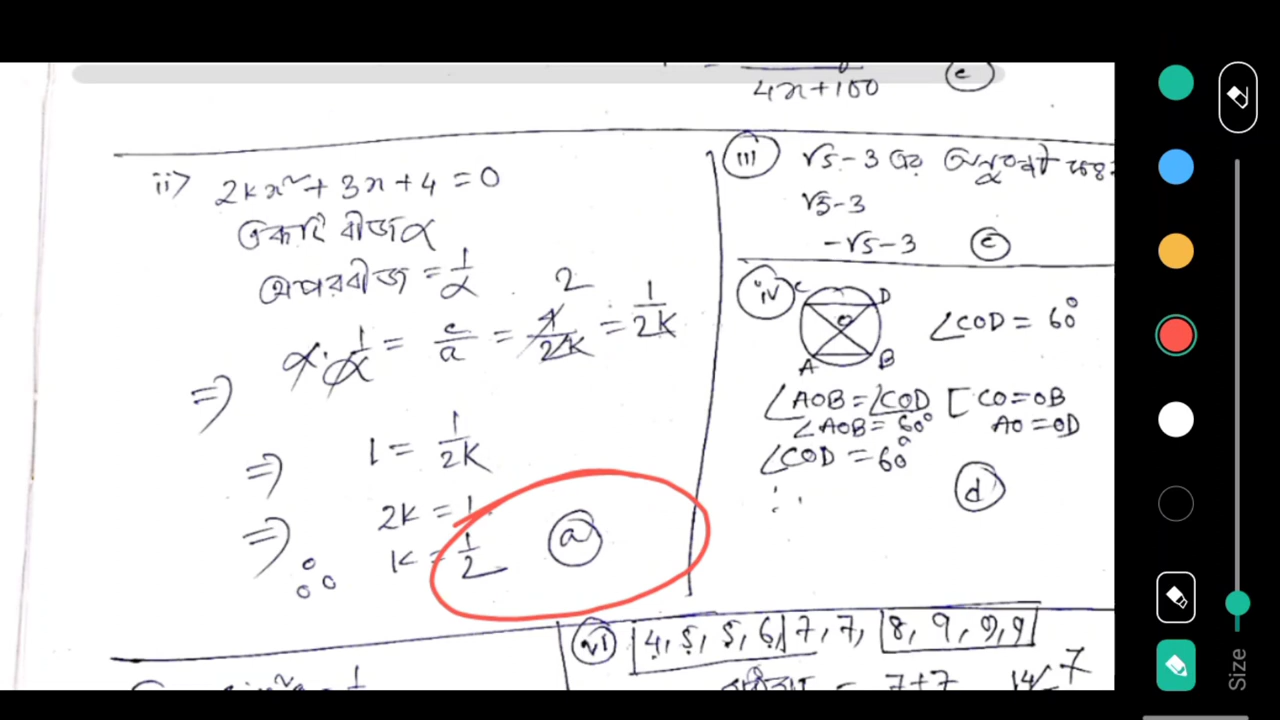 4x+100 (c)
ii> 2kx²+3x+4=0
একটি বীজ α
অপরবীজ = 1/α
α·1/α = c/a = 4/2k = 1/2k
2
⇒
⇒ 1 = 1/2k
⇒ 2k = 1
∴ k = 1/2 (a)
(iii) √5-3 এর
√5-3
-√5-3 (c)
(iv) C D O A B ∠COD = 60°
∠AOB = ∠COD [CO=OB
∠AOB = 60° AO=OD
∠COD = 60°
∴ (d)
(vi) 4, 5, 5, 6, 7, 7, 8, 9, 9, 9
= 7+7 14 7
Size